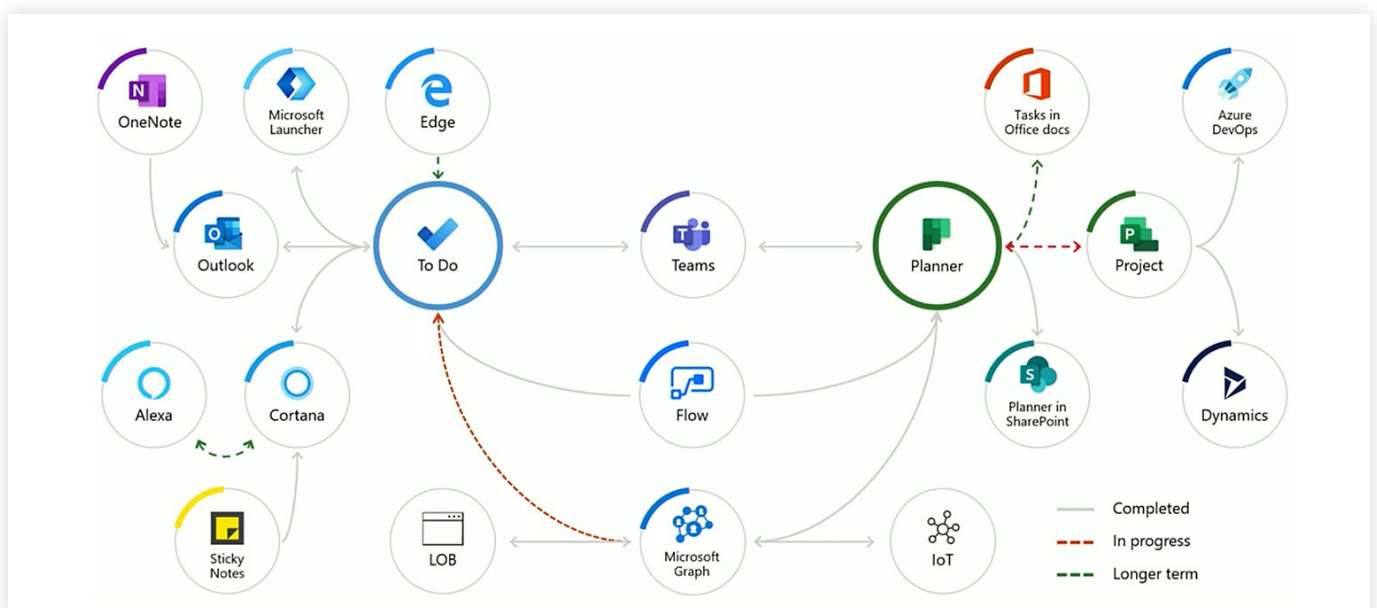 OneNote
Microsoft
Launcher
Edge
Tasks in
Office docs
Azure
DevOps
Outlook
To Do
Teams
Planner
Project
Alexa
Cortana
Flow
Planner in
SharePoint
Dynamics
Sticky
Notes
LOB
Microsoft
Graph
IoT
Completed
In progress
Longer term